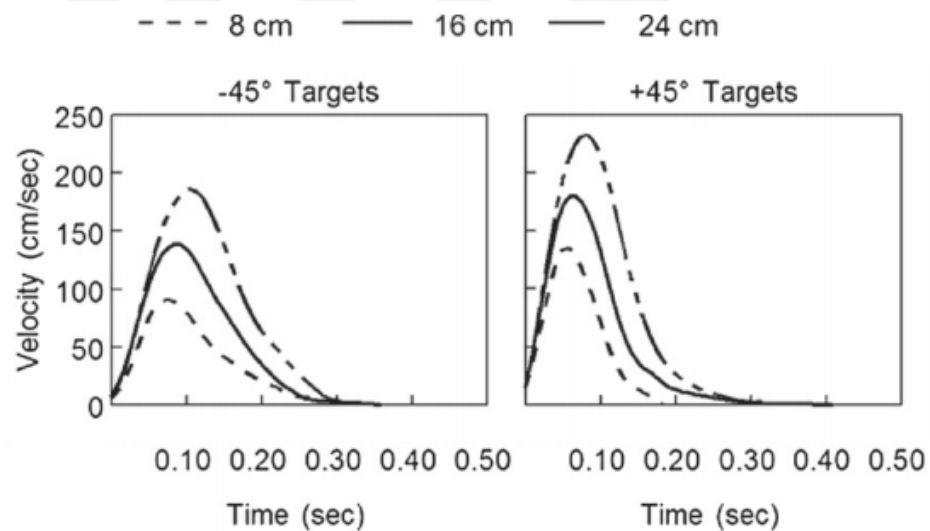 8 cm 16 cm 24 cm
-45° Targets +45° Targets
Velocity (cm/sec)
250
200
150
100
50
0
0.10 0.20 0.30 0.40 0.50 0.10 0.20 0.30 0.40 0.50
Time (sec) Time (sec)